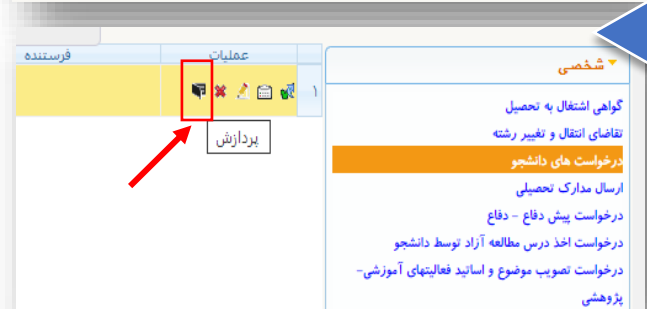 شخصی
گواهی اشتغال به تحصیل
تقاضای انتقال و تغییر رشته
درخواست های دانشجو
ارسال مدارک تحصیلی
درخواست پیش دفاع - دفاع
درخواست اخذ درس مطالعه آزاد توسط دانشجو
درخواست تصویب موضوع و اساتید فعالیتهای آموزشی-
پژوهشی
عملیات
فرستنده
۱
پردازش